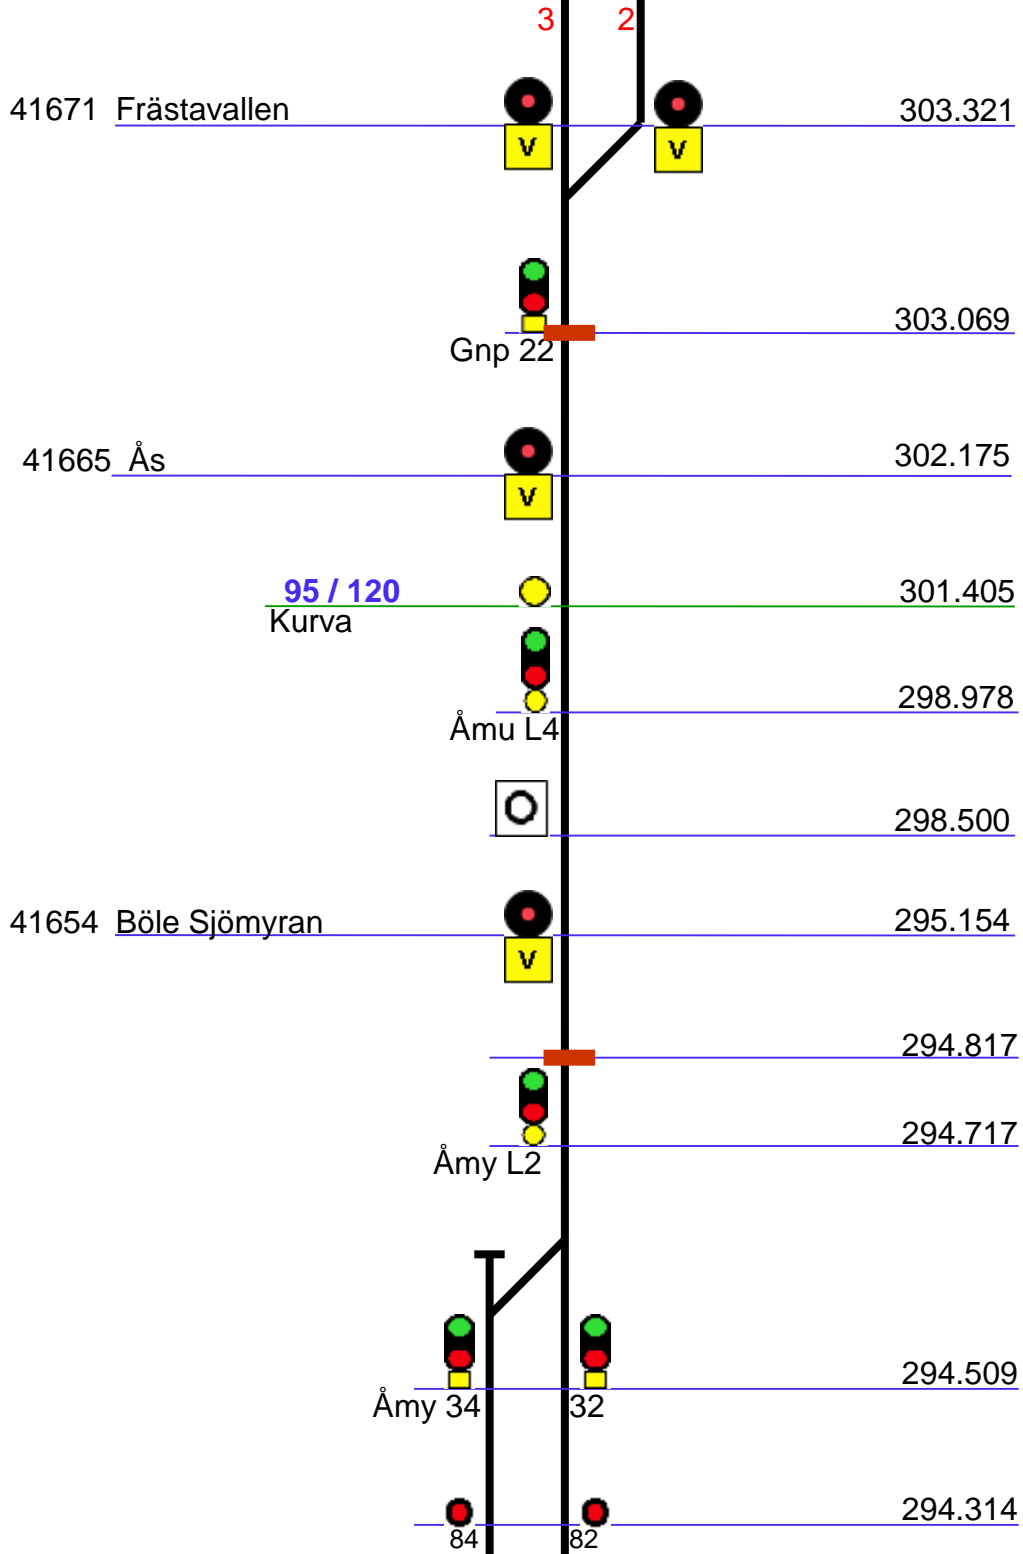 3 2
41671 Frästavallen 303.321
V V
303.069
Gnp 22
41665 Ås 302.175
V
95 / 120 301.405
Kurva
298.978
Åmu L4
298.500
41654 Böle Sjömyran 295.154
V
294.817
294.717
Åmy L2
294.509
Åmy 34 32
294.314
84 82